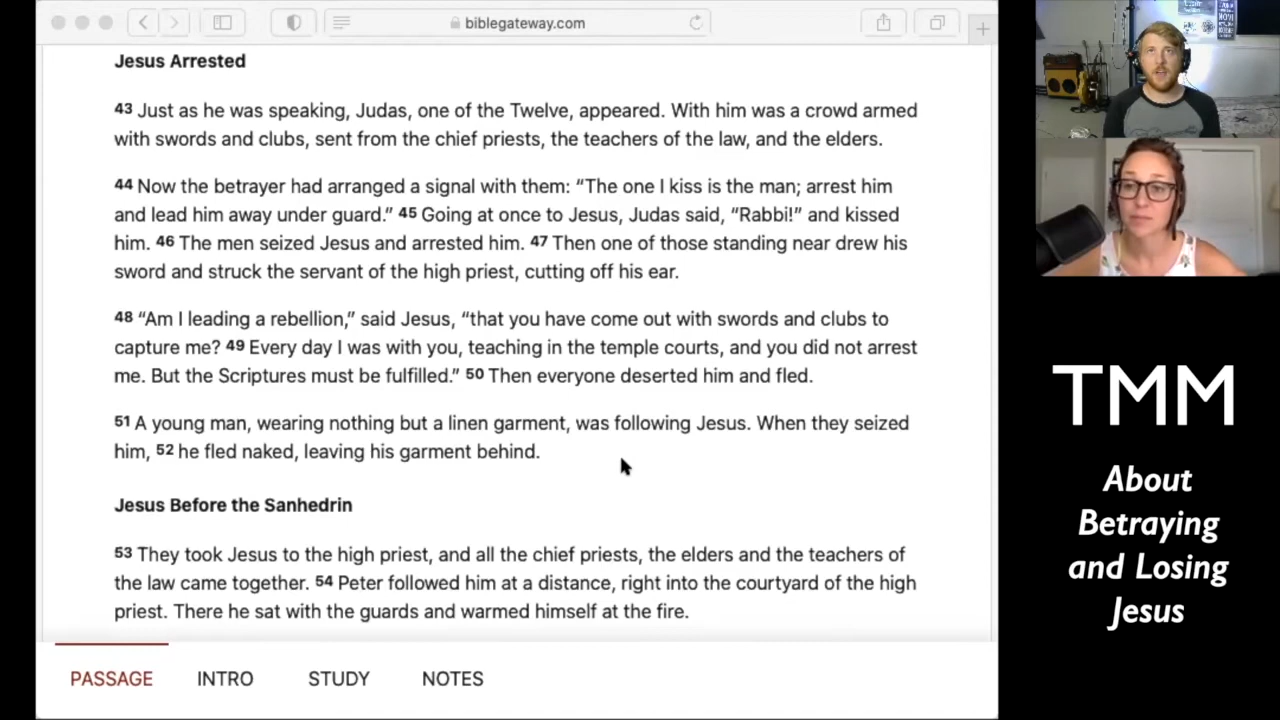 biblegateway.com
Jesus Arrested
43 Just as he was speaking, Judas, one of the Twelve, appeared. With him was a crowd armed
with swords and clubs, sent from the chief priests, the teachers of the law, and the elders.
44 Now the betrayer had arranged a signal with them: “The one I kiss is the man; arrest him
and lead him away under guard.” 45 Going at once to Jesus, Judas said, “Rabbi!” and kissed
him. 46 The men seized Jesus and arrested him. 47 Then one of those standing near drew his
sword and struck the servant of the high priest, cutting off his ear.
48 “Am I leading a rebellion,” said Jesus, “that you have come out with swords and clubs to
capture me? 49 Every day I was with you, teaching in the temple courts, and you did not arrest
me. But the Scriptures must be fulfilled.” 50 Then everyone deserted him and fled.
51 A young man, wearing nothing but a linen garment, was following Jesus. When they seized
him, 52 he fled naked, leaving his garment behind.
Jesus Before the Sanhedrin
53 They took Jesus to the high priest, and all the chief priests, the elders and the teachers of
the law came together. 54 Peter followed him at a distance, right into the courtyard of the high
priest. There he sat with the guards and warmed himself at the fire.
PASSAGE INTRO STUDY NOTES
TMM
About
Betraying
and Losing
Jesus